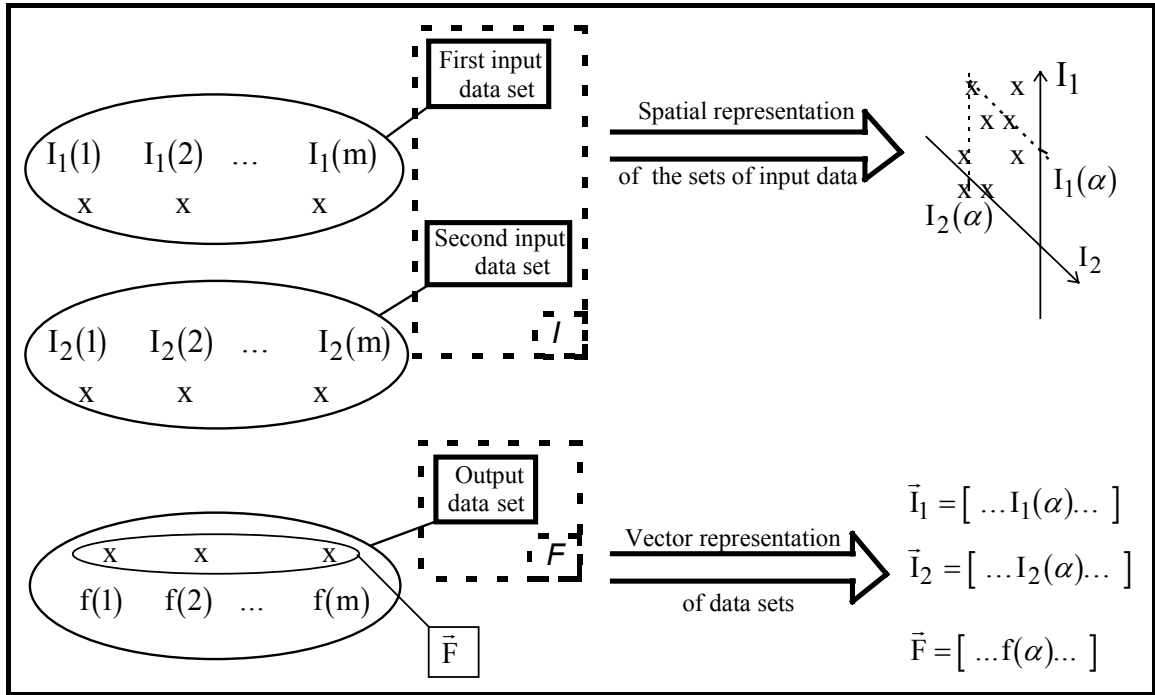 First input
data set
I₁(1) I₁(2) ... I₁(m)
x x x
Second input
data set
I
I₂(1) I₂(2) ... I₂(m)
x x x
Spatial representation
of the sets of input data
I₁
x x
x x
x x
x x
I₁(α)
I₂(α)
I₂
Output
data set
F
x x x
f(1) f(2) ... f(m)
F⃗
Vector representation
of data sets
I⃗₁ = [ ...I₁(α)... ]
I⃗₂ = [ ...I₂(α)... ]
F⃗ = [ ...f(α)... ]